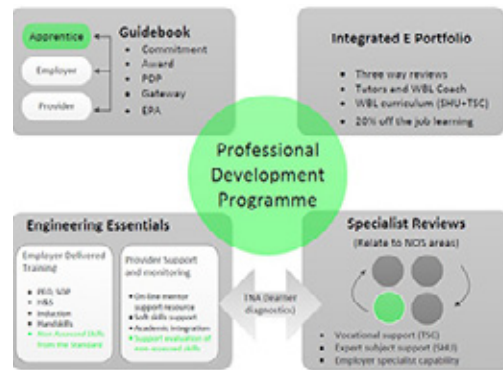 Apprentice
Employer
Provider
Guidebook
• Commitment
• Award
• PDP
• Gateway
• EPA
Integrated E Portfolio
• Three way reviews
• Tutors and WBL Coach
• WBL curriculum (SHU+TSC)
• 20% off the job learning
Professional
Development
Programme
Engineering Essentials
Employer Delivered
Training
• PEO, SOP
• H&S
• Induction
• Handskills
• Non Assessed Skills
from the Standard
Provider Support
and monitoring
• On-line mentor
support resource
• Soft skills support
• Academic integration
• Support evaluation of
non assessed skills
TNA (learner
diagnostics)
Specialist Reviews
(Relate to NOS areas)
• Vocational support (TSC)
• Expert subject support (SHU)
• Employer specialist capability